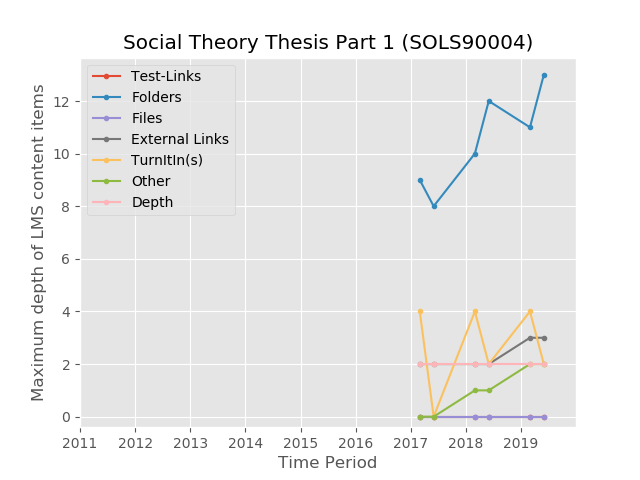 Social Theory Thesis Part 1 (SOLS90004)
Test-Links
Folders
Files
External Links
TurnItIn(s)
Other
Depth
Maximum depth of LMS content items
12
10
8
6
4
2
0
2011 2012 2013 2014 2015 2016 2017 2018 2019
Time Period